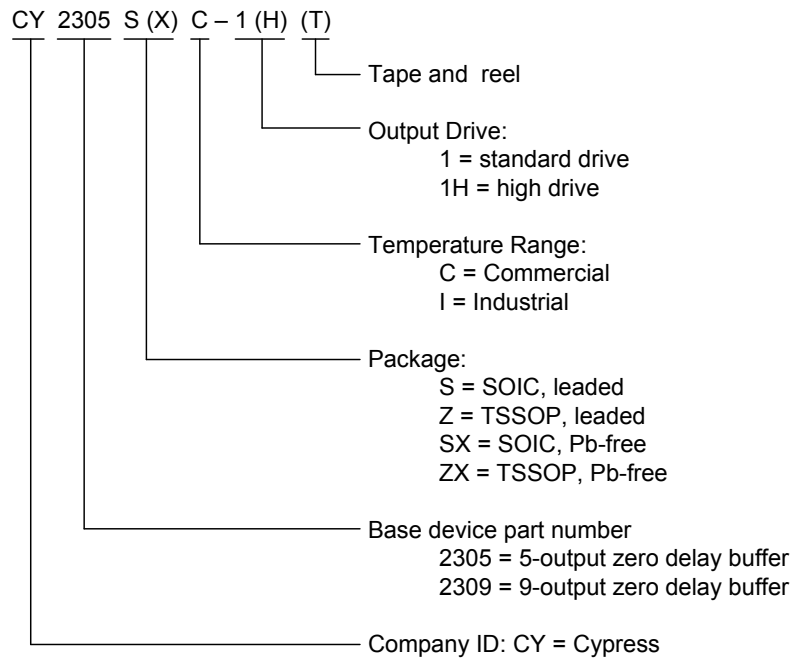 CY 2305 S (X) C – 1 (H) (T)
Tape and reel
Output Drive:
1 = standard drive
1H = high drive
Temperature Range:
C = Commercial
I = Industrial
Package:
S = SOIC, leaded
Z = TSSOP, leaded
SX = SOIC, Pb-free
ZX = TSSOP, Pb-free
Base device part number
2305 = 5-output zero delay buffer
2309 = 9-output zero delay buffer
Company ID: CY = Cypress